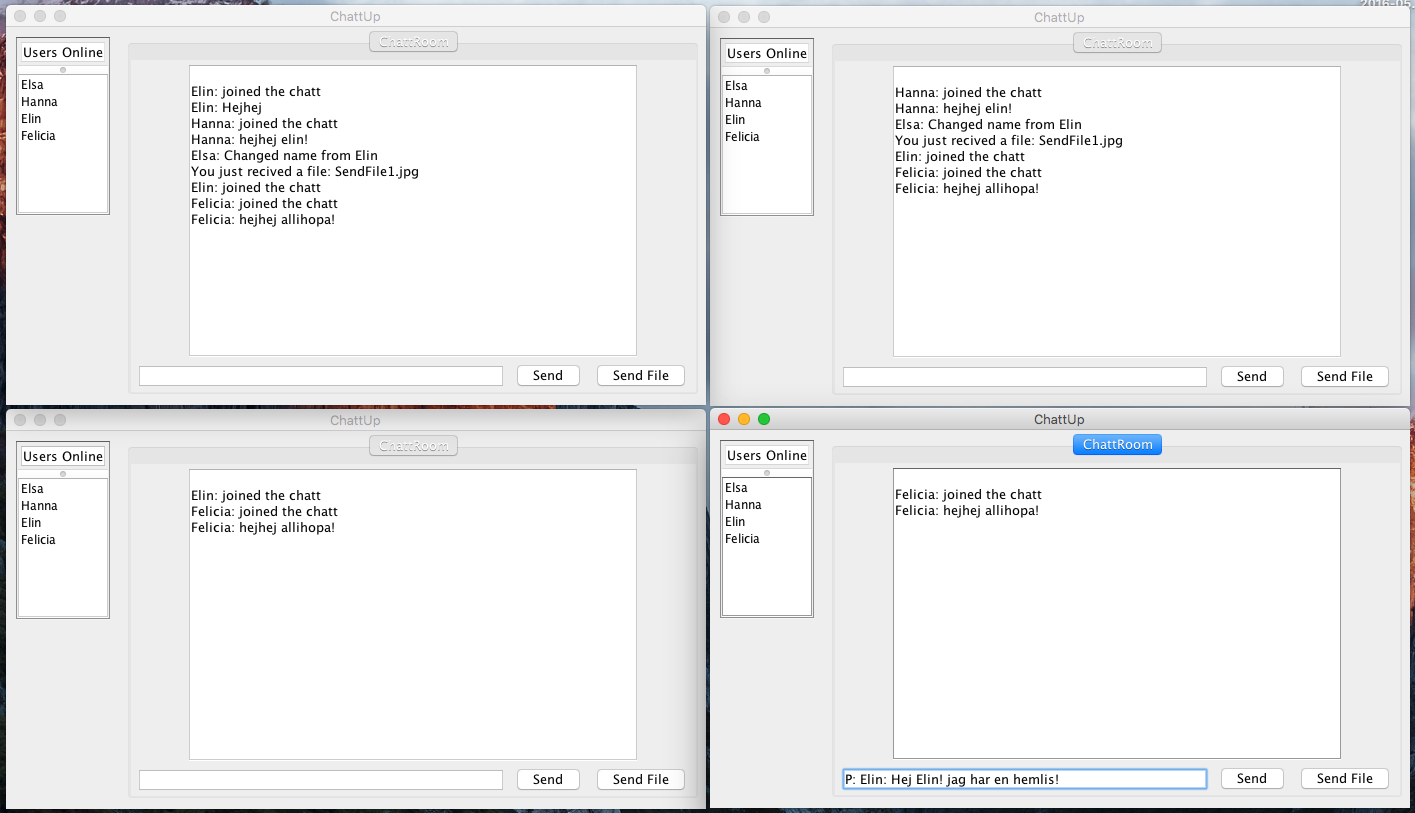 2016-05
ChattUp
Users Online
Elsa
Hanna
Elin
Felicia
ChattRoom
Elin: joined the chatt
Elin: Hejhej
Hanna: joined the chatt
Hanna: hejhej elin!
Elsa: Changed name from Elin
You just recived a file: SendFile1.jpg
Elin: joined the chatt
Felicia: joined the chatt
Felicia: hejhej allihopa!
Send
Send File
ChattUp
Users Online
Elsa
Hanna
Elin
Felicia
ChattRoom
Hanna: joined the chatt
Hanna: hejhej elin!
Elsa: Changed name from Elin
You just recived a file: SendFile1.jpg
Elin: joined the chatt
Felicia: joined the chatt
Felicia: hejhej allihopa!
Send
Send File
ChattUp
Users Online
Elsa
Hanna
Elin
Felicia
ChattRoom
Elin: joined the chatt
Felicia: joined the chatt
Felicia: hejhej allihopa!
Send
Send File
ChattUp
Users Online
Elsa
Hanna
Elin
Felicia
ChattRoom
Felicia: joined the chatt
Felicia: hejhej allihopa!
P: Elin: Hej Elin! jag har en hemlis!
Send
Send File